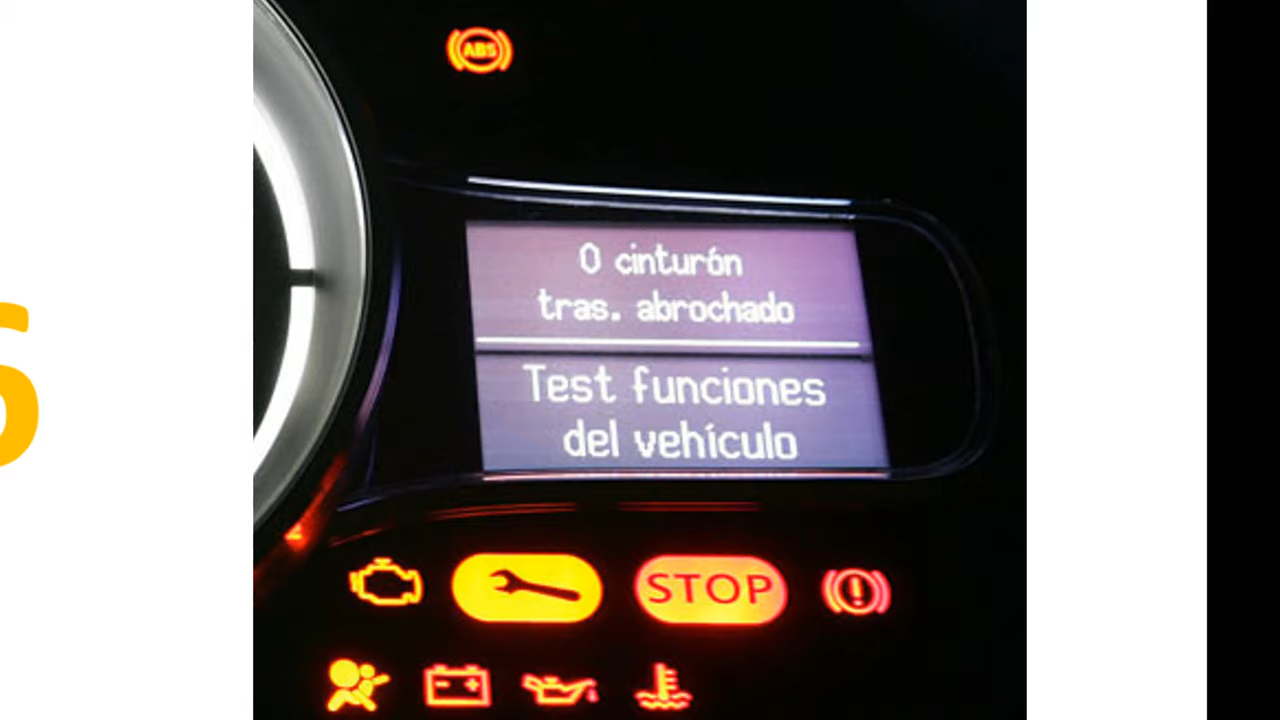 ABS
0 cinturón
tras. abrochado
Test funciones
del vehículo
STOP